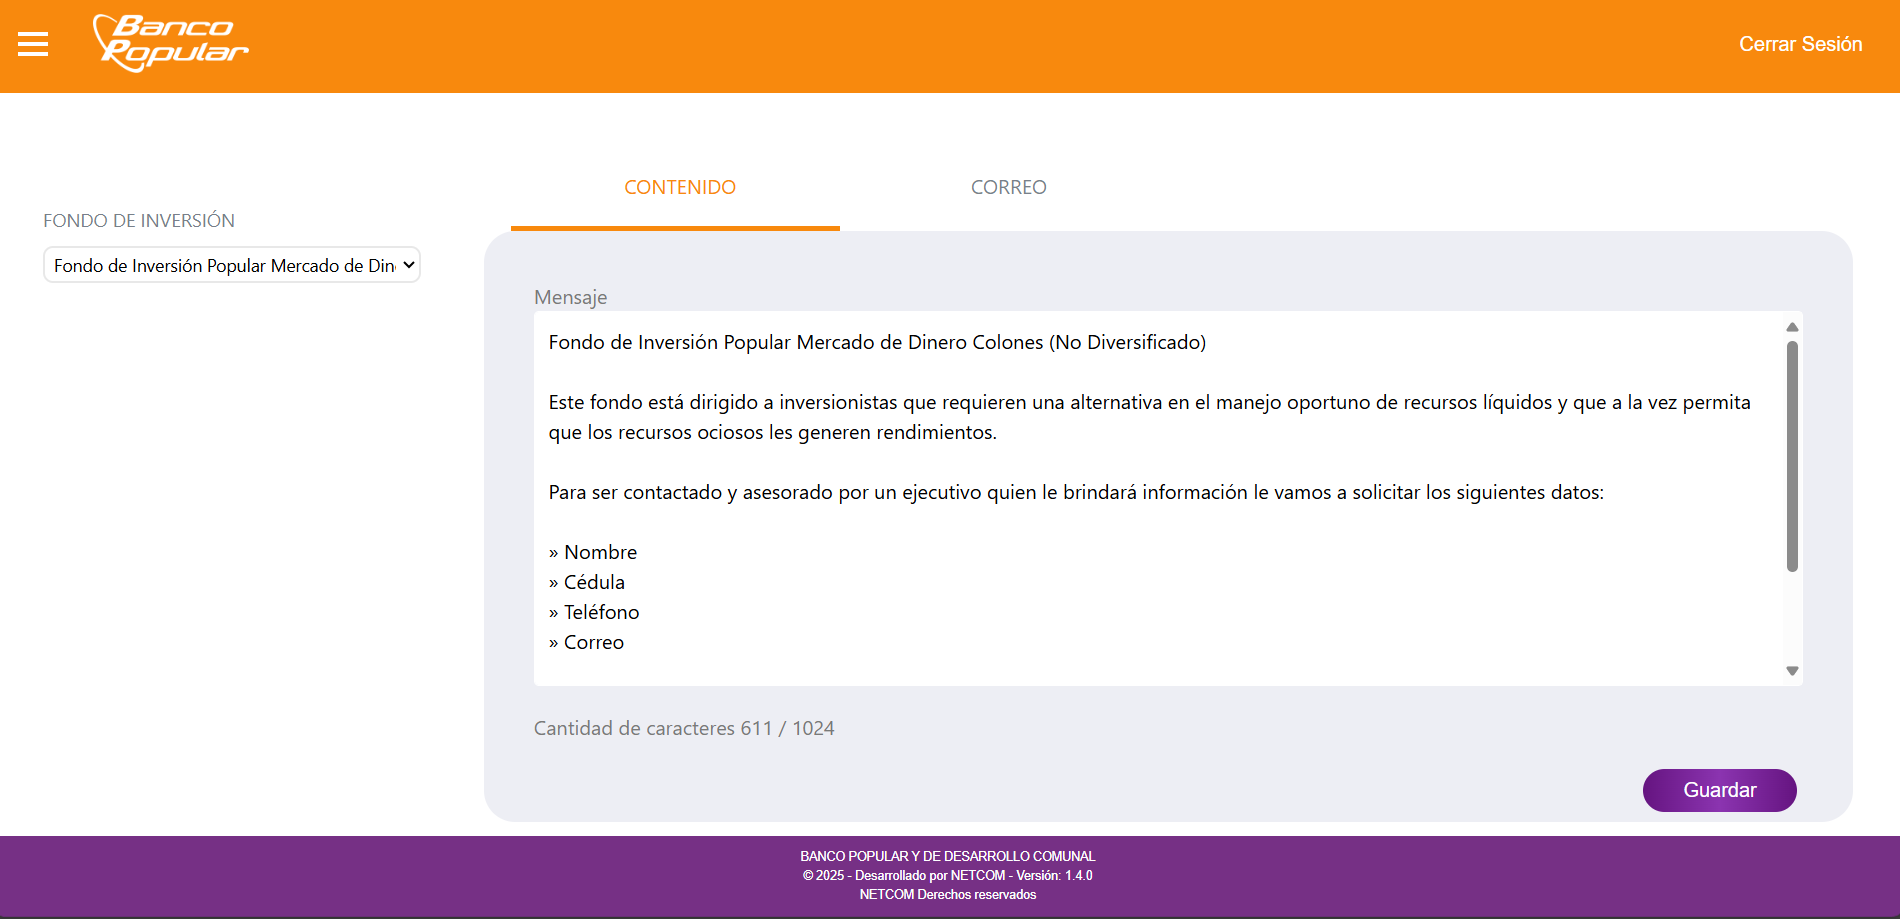 Banco
Popular
Cerrar Sesión
CONTENIDO
CORREO
FONDO DE INVERSIÓN
Fondo de Inversión Popular Mercado de Din
Mensaje
Fondo de Inversión Popular Mercado de Dinero Colones (No Diversificado)
Este fondo está dirigido a inversionistas que requieren una alternativa en el manejo oportuno de recursos líquidos y que a la vez permita
que los recursos ociosos les generen rendimientos.
Para ser contactado y asesorado por un ejecutivo quien le brindará información le vamos a solicitar los siguientes datos:
» Nombre
» Cédula
» Teléfono
» Correo
Cantidad de caracteres 611 / 1024
Guardar
BANCO POPULAR Y DE DESARROLLO COMUNAL
© 2025 - Desarrollado por NETCOM - Versión: 1.4.0
NETCOM Derechos reservados